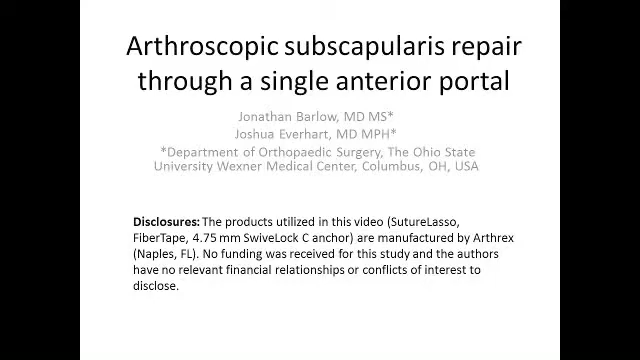 Arthroscopic subscapularis repair
through a single anterior portal
Jonathan Barlow, MD MS*
Joshua Everhart, MD MPH*
*Department of Orthopaedic Surgery, The Ohio State
University Wexner Medical Center, Columbus, OH, USA
Disclosures: The products utilized in this video (SutureLasso,
FiberTape, 4.75 mm SwiveLock C anchor) are manufactured by Arthrex
(Naples, FL). No funding was received for this study and the authors
have no relevant financial relationships or conflicts of interest to
disclose.